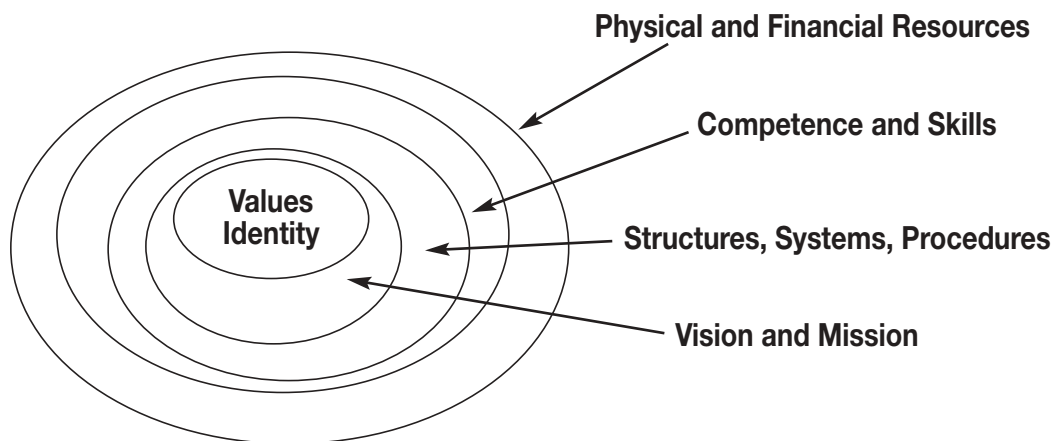 Physical and Financial Resources
Competence and Skills
Values
Identity
Structures, Systems, Procedures
Vision and Mission